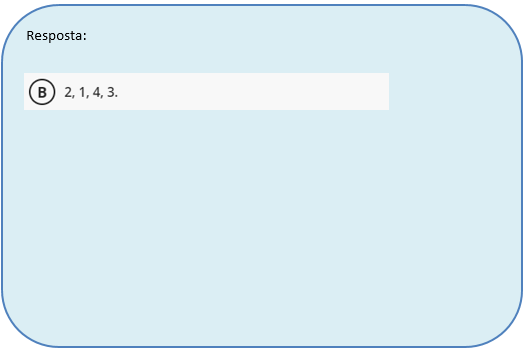 Resposta:
B 2, 1, 4, 3.